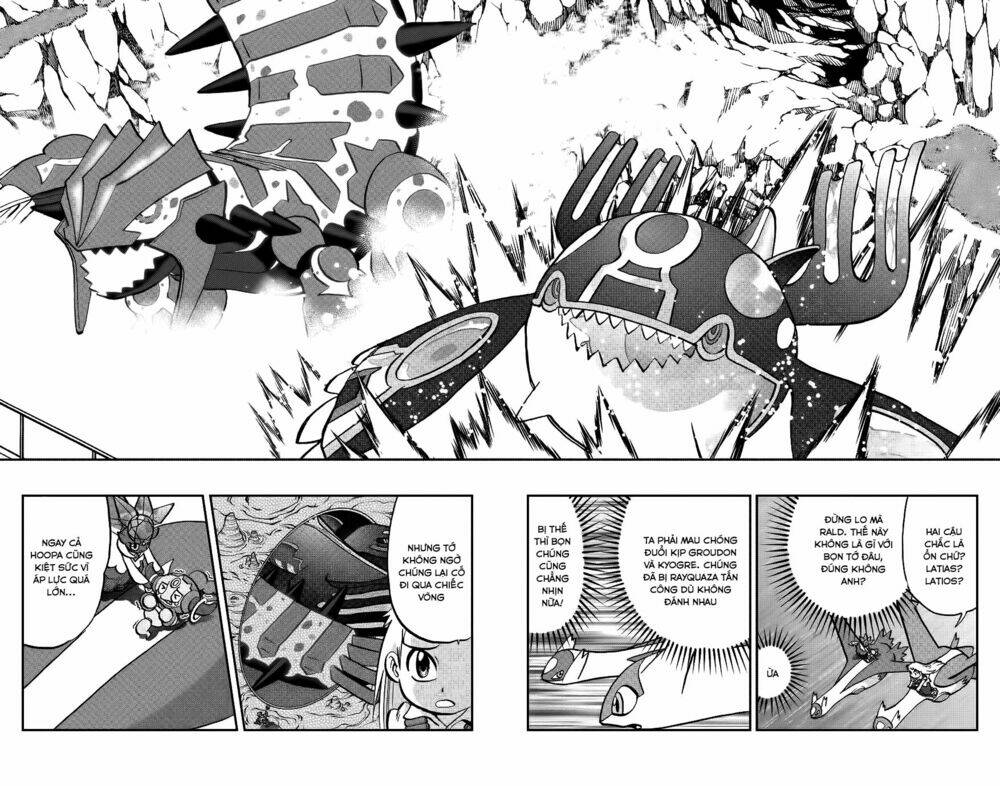 HAI CẬU
CHẮC LÀ
ỔN CHỨ?
LATIAS?
LATIOS?
ĐỪNG LO MÀ
RALD. THẾ NÀY
KHÔNG LÀ GÌ VỚI
BỌN TỚ ĐÂU,
ĐÚNG KHÔNG
ANH?
ỪA
TA PHẢI MAU CHÓNG
ĐUỔI KỊP GROUDON
VÀ KYOGRE. CHÚNG
ĐÃ BỊ RAYQUAZA TẤN
CÔNG DÙ KHÔNG
ĐÁNH NHAU
BỊ THẾ
THÌ BỌN
CHÚNG
CŨNG
CHẲNG
NHỊN
NỮA!
NHƯNG TỚ
KHÔNG NGỜ
CHÚNG LẠI CỐ
ĐI QUA CHIẾC
VÒNG
NGAY CẢ
HOOPA CŨNG
KIỆT SỨC VÌ
ÁP LỰC QUÁ
LỚN...